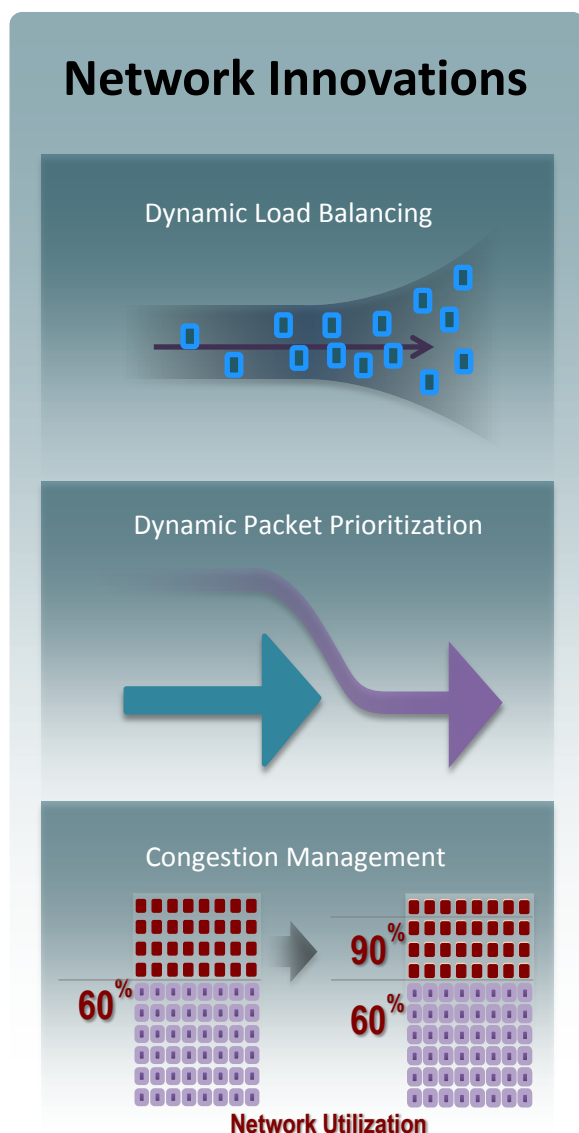 Network Innovations
Dynamic Load Balancing
Dynamic Packet Prioritization
Congestion Management
90%
60%
60%
Network Utilization